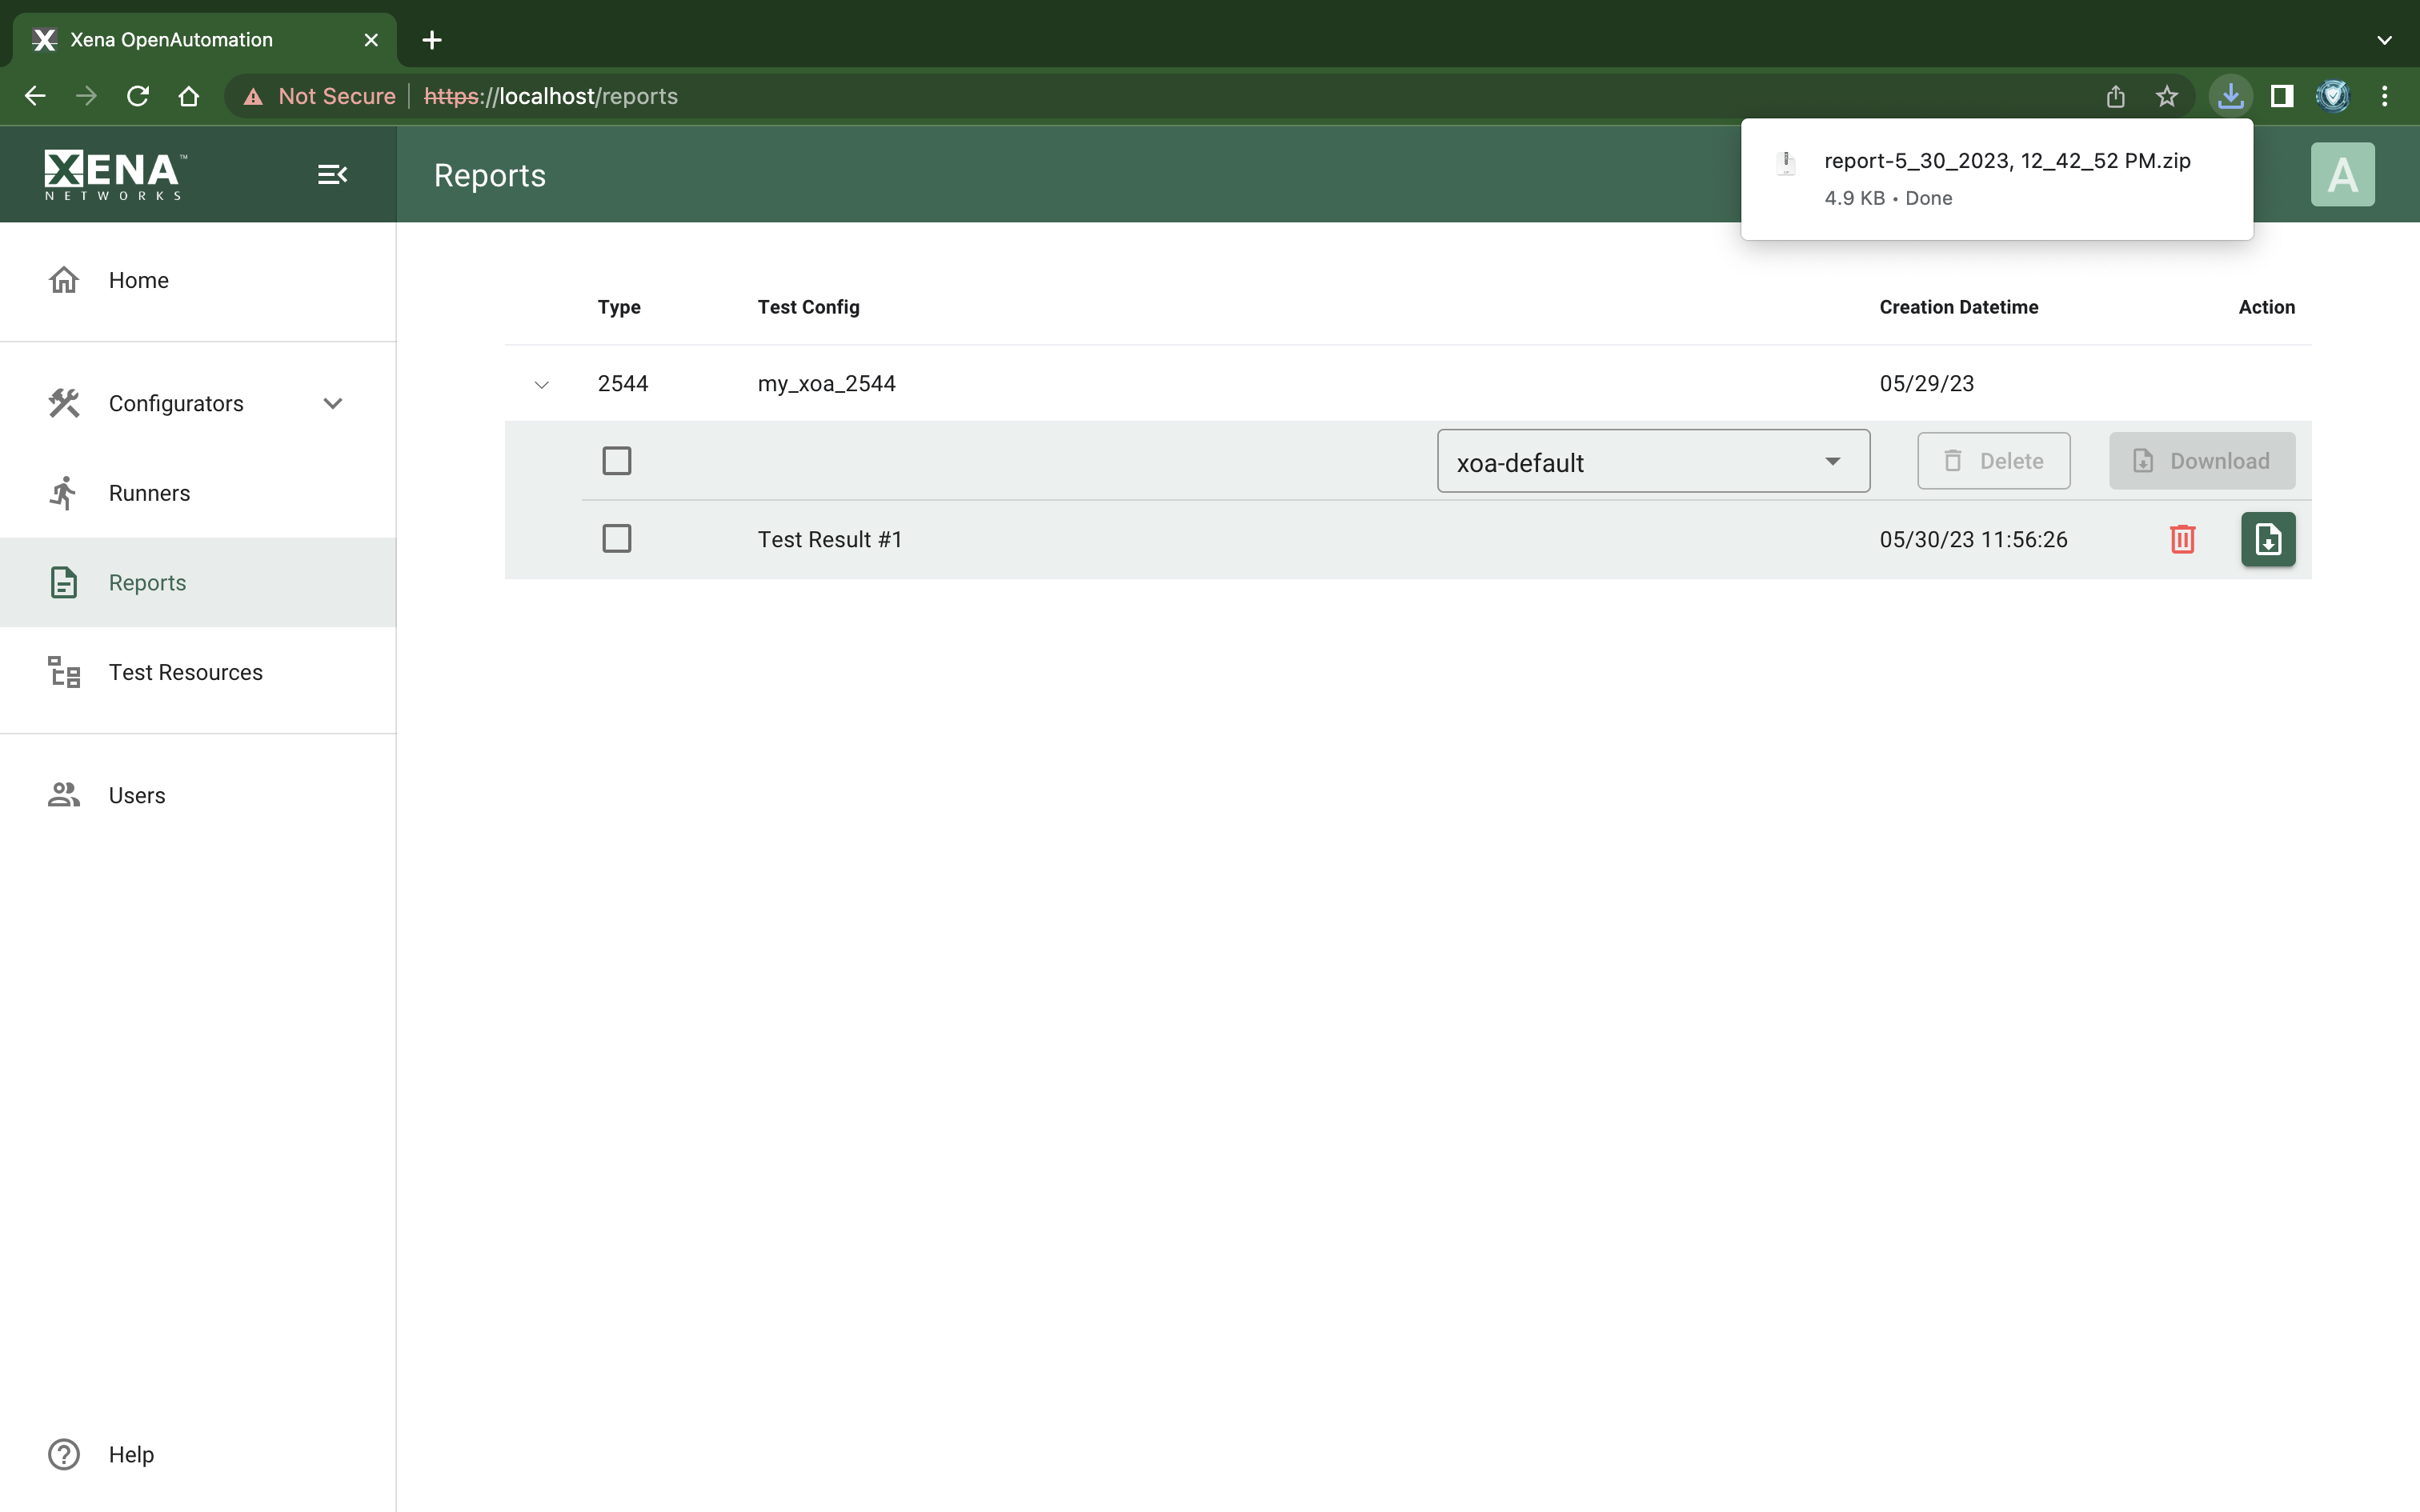 Xena OpenAutomation
Not Secure https://localhost/reports
report-5_30_2023, 12_42_52 PM.zip
4.9 KB • Done
XENA™
NETWORKS
Reports
A
Home
Configurators
Runners
Reports
Test Resources
Users
Help
Type Test Config Creation Datetime Action
2544 my_xoa_2544 05/29/23
xoa-default Delete Download
Test Result #1 05/30/23 11:56:26